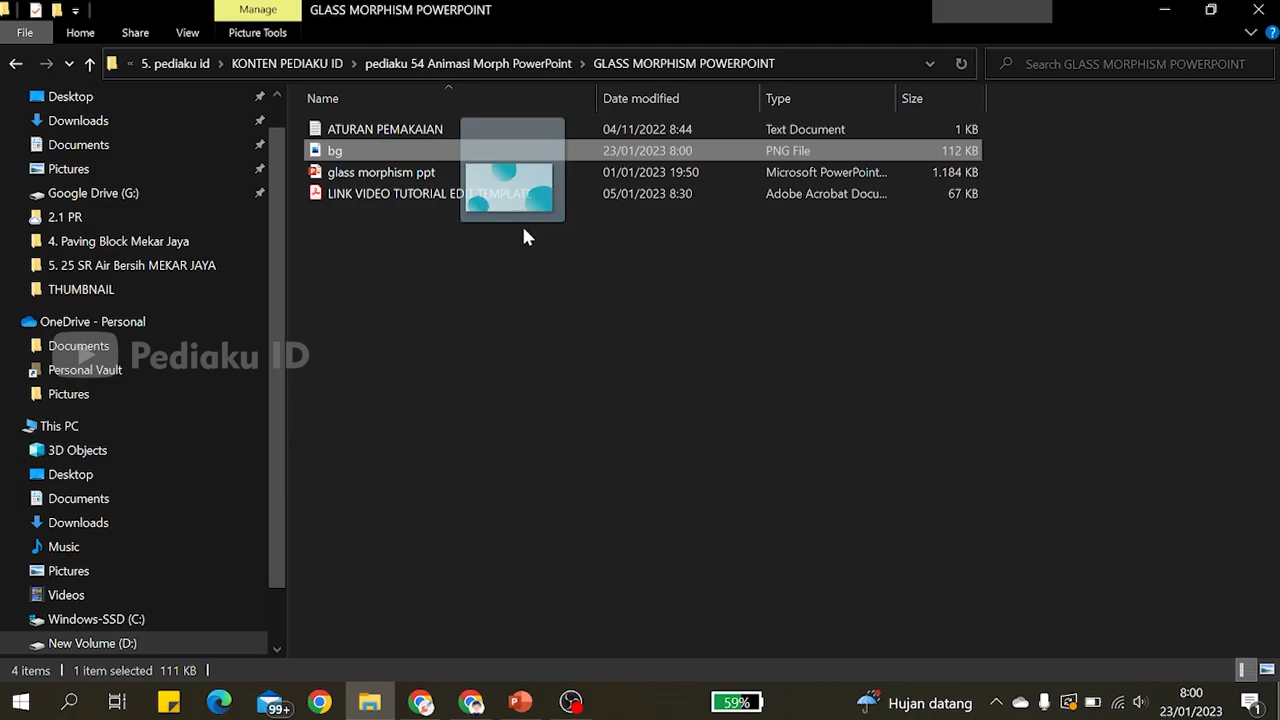 Manage
GLASS MORPHISM POWERPOINT
File
Home
Share
View
Picture Tools
?
« 5. pediaku id > KONTEN PEDIAKU ID > pediaku 54 Animasi Morph PowerPoint > GLASS MORPHISM POWERPOINT
Search GLASS MORPHISM POWERPOINT
Name
Date modified
Type
Size
ATURAN PEMAKAIAN
04/11/2022 8:44
Text Document
1 KB
bg
23/01/2023 8:00
PNG File
112 KB
glass morphism ppt
01/01/2023 19:50
Microsoft PowerPoint...
1.184 KB
LINK VIDEO TUTORIAL EDIT TEMPLATE
05/01/2023 8:30
Adobe Acrobat Docu...
67 KB
Desktop
Downloads
Documents
Pictures
Google Drive (G:)
2.1 PR
4. Paving Block Mekar Jaya
5. 25 SR Air Bersih MEKAR JAYA
THUMBNAIL
OneDrive - Personal
Documents
Personal Vault
Pictures
Pediaku ID
This PC
3D Objects
Desktop
Documents
Downloads
Music
Pictures
Videos
Windows-SSD (C:)
New Volume (D:)
4 items
1 item selected 111 KB
99+
59%
Hujan datang
8:00
23/01/2023
1